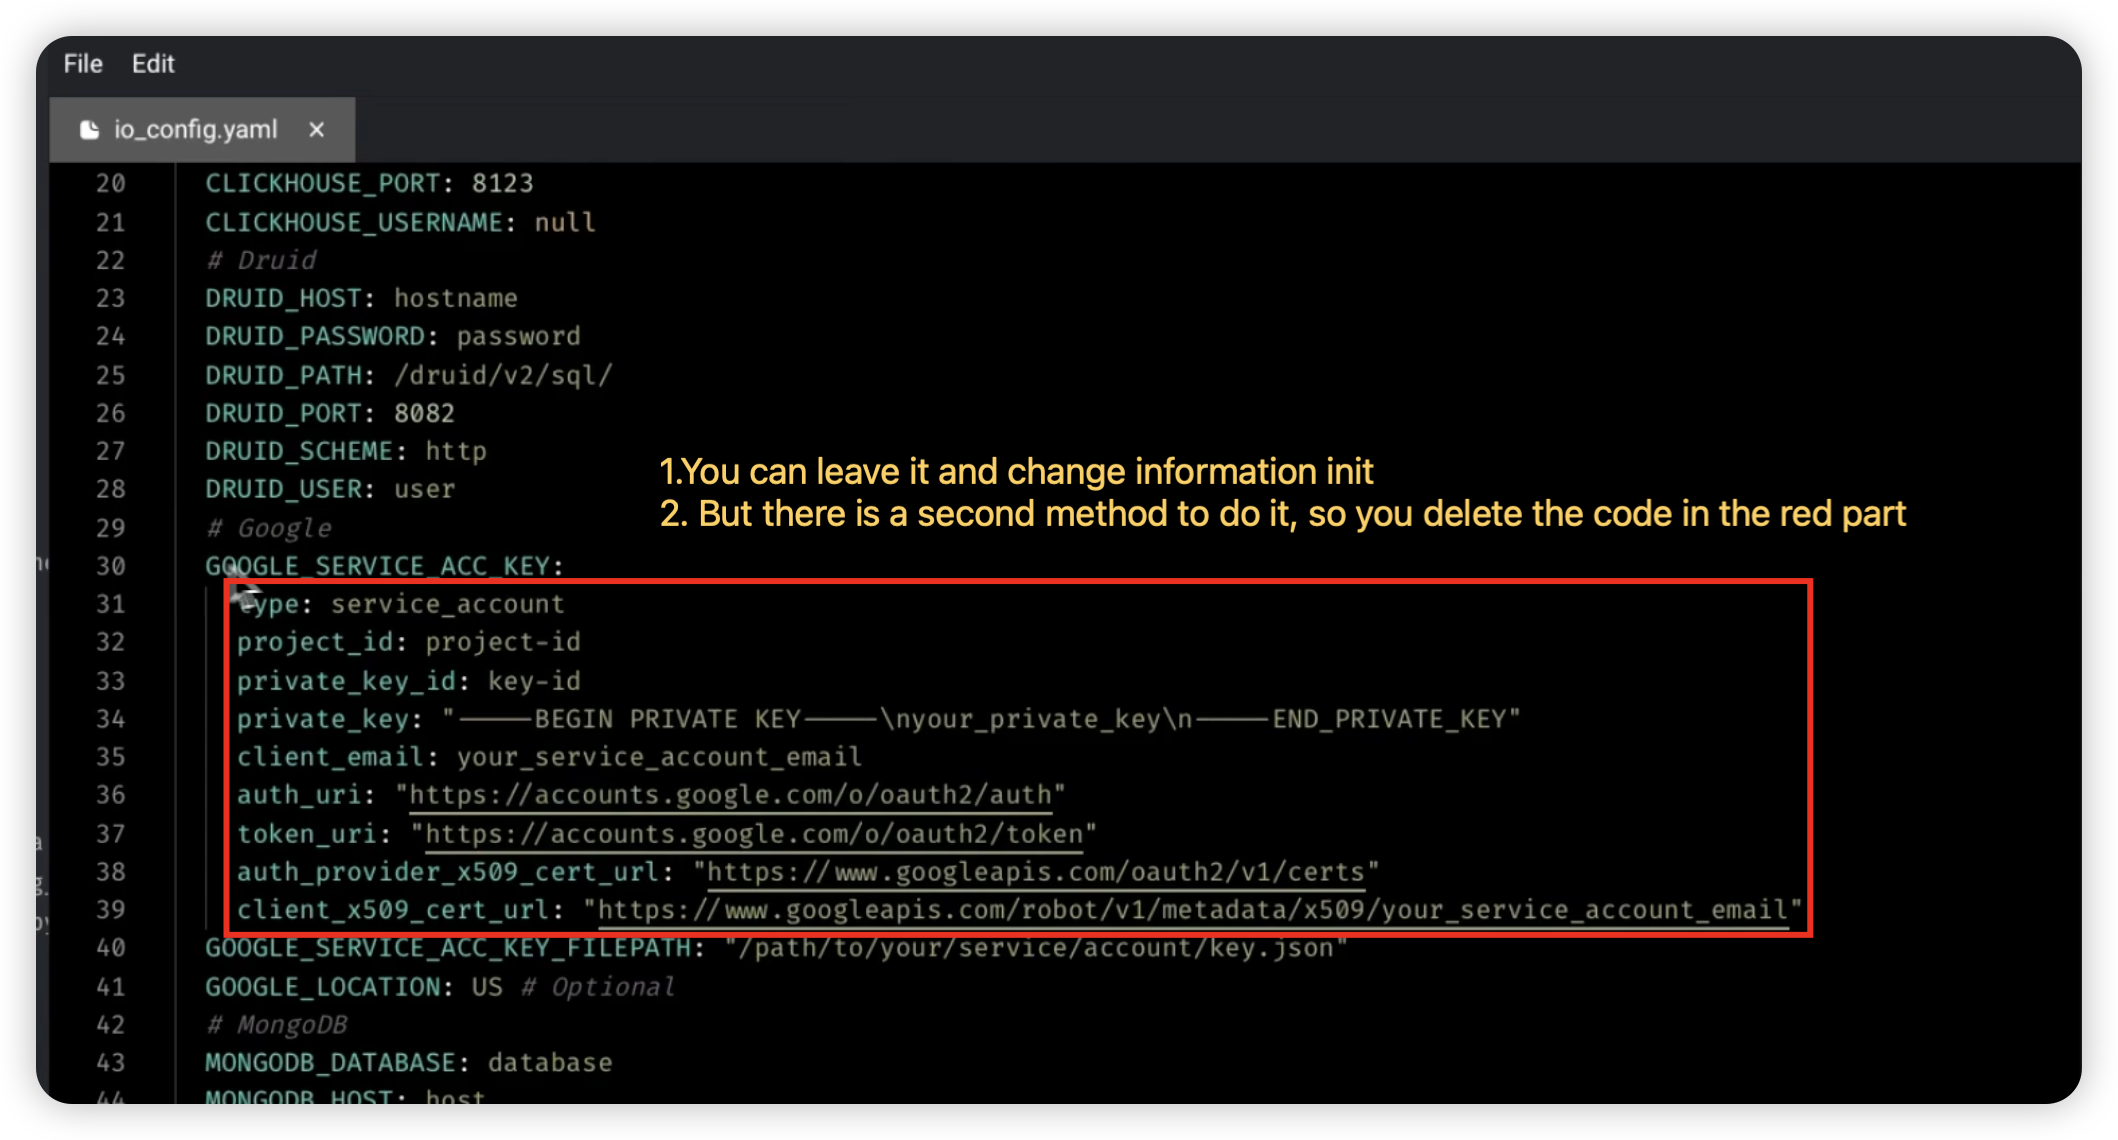 File Edit
io_config.yaml ×
20 CLICKHOUSE_PORT: 8123
21 CLICKHOUSE_USERNAME: null
22 # Druid
23 DRUID_HOST: hostname
24 DRUID_PASSWORD: password
25 DRUID_PATH: /druid/v2/sql/
26 DRUID_PORT: 8082
27 DRUID_SCHEME: http
28 DRUID_USER: user
1.You can leave it and change information init
2. But there is a second method to do it, so you delete the code in the red part
29 # Google
30 GOOGLE_SERVICE_ACC_KEY:
31 type: service_account
32 project_id: project-id
33 private_key_id: key-id
34 private_key: "-----BEGIN PRIVATE KEY-----\nyour_private_key\n-----END_PRIVATE_KEY"
35 client_email: your_service_account_email
36 auth_uri: "https://accounts.google.com/o/oauth2/auth"
37 token_uri: "https://accounts.google.com/o/oauth2/token"
38 auth_provider_x509_cert_url: "https://www.googleapis.com/oauth2/v1/certs"
39 client_x509_cert_url: "https://www.googleapis.com/robot/v1/metadata/x509/your_service_account_email"
40 GOOGLE_SERVICE_ACC_KEY_FILEPATH: "/path/to/your/service/account/key.json"
41 GOOGLE_LOCATION: US # Optional
42 # MongoDB
43 MONGODB_DATABASE: database
44 MONGODB_HOST: host